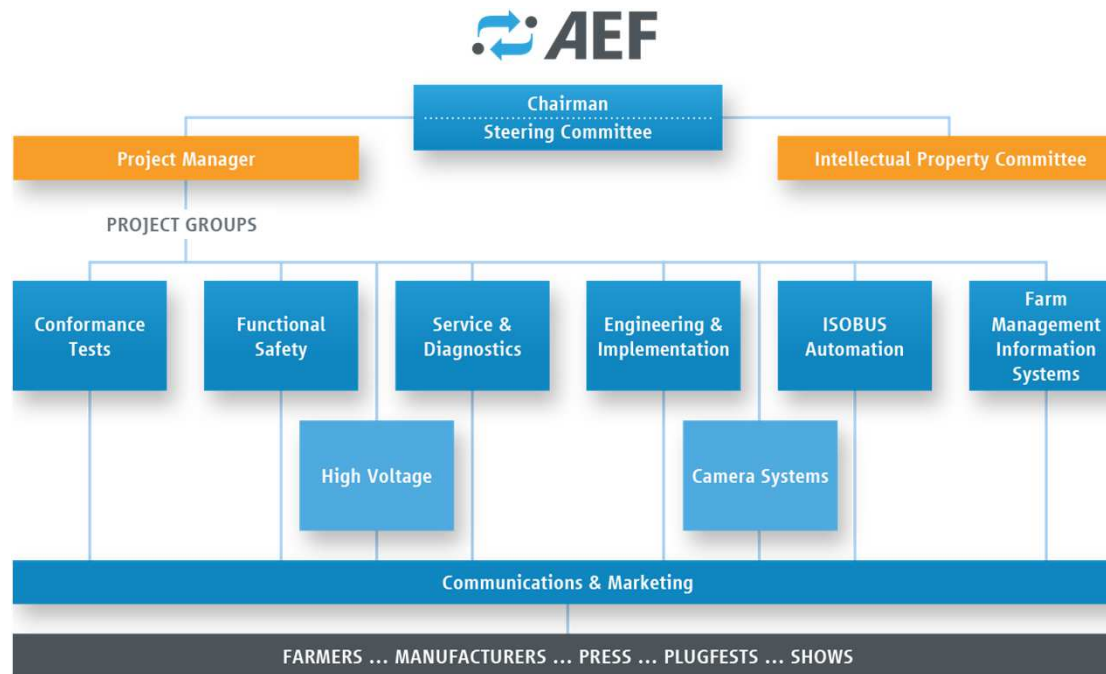 AEF
Chairman
Steering Committee
Project Manager
Intellectual Property Committee
PROJECT GROUPS
Conformance
Tests
Functional
Safety
Service &
Diagnostics
Engineering &
Implementation
ISOBUS
Automation
Farm
Management
Information
Systems
High Voltage
Camera Systems
Communications & Marketing
FARMERS ... MANUFACTURERS ... PRESS ... PLUGFESTS ... SHOWS